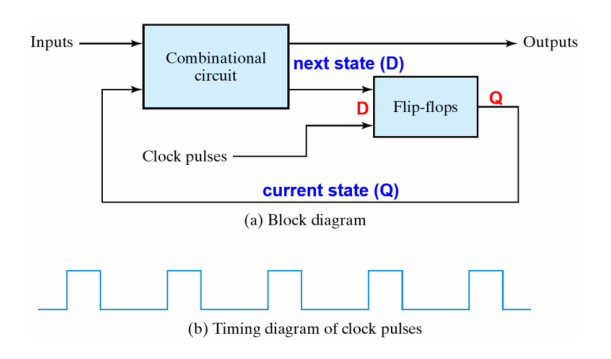 Inputs
Outputs
Combinational
circuit
next state (D)
D
Flip-flops
Q
Clock pulses
current state (Q)
(a) Block diagram
(b) Timing diagram of clock pulses